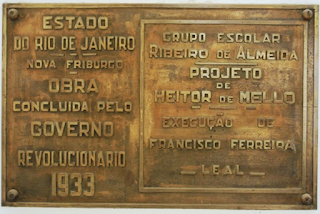 ESTADO
DO RIO DE JANEIRO
NOVA FRIBURGO
OBRA
CONCLUIDA PELO
GOVERNO
REVOLUCIONARIO
1933
GRUPO ESCOLAR
RIBEIRO DE ALMEIDA
PROJETO
DE
HEITOR DE MELLO
EXECUÇÃO DE
FRANCISCO FERREIRA
LEAL